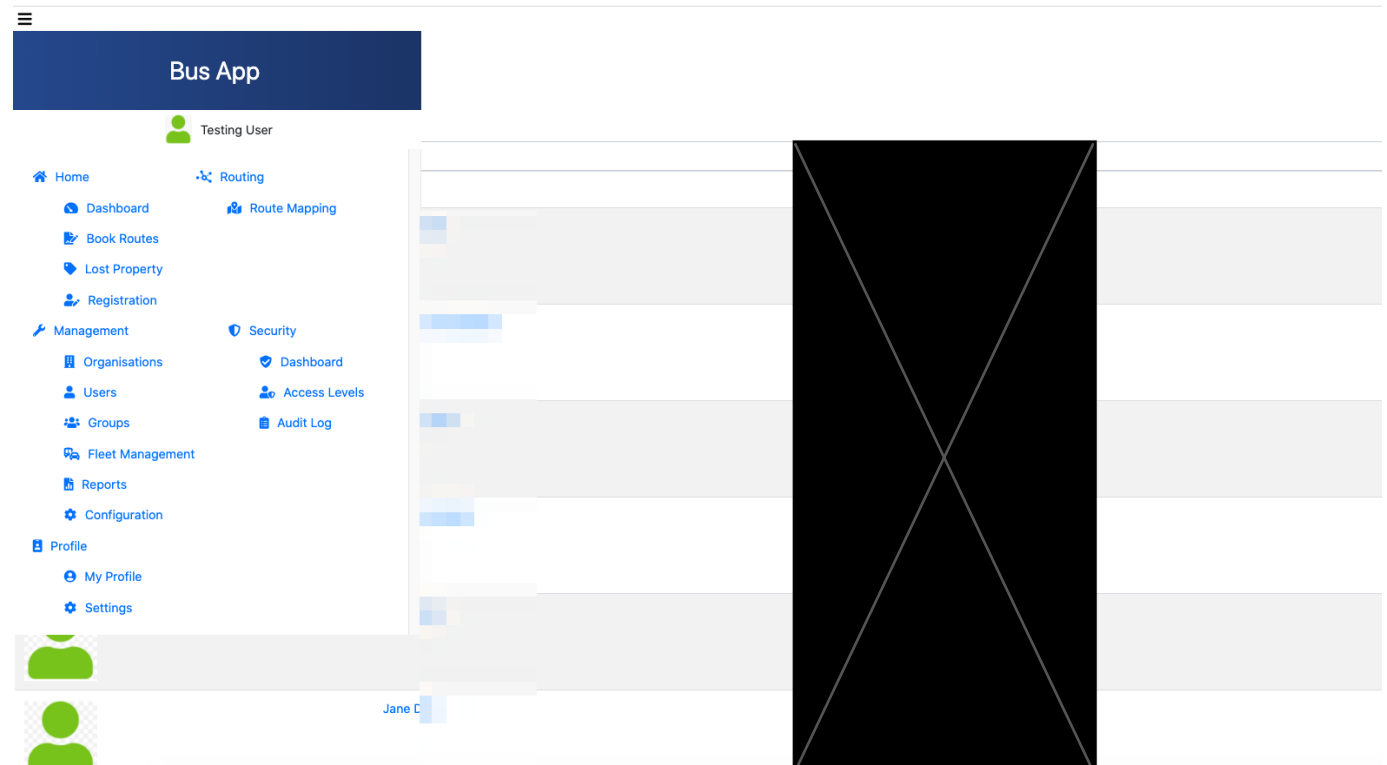 Bus App
Testing User
Home
Routing
Dashboard
Route Mapping
Book Routes
Lost Property
Registration
Management
Security
Organisations
Dashboard
Users
Access Levels
Groups
Audit Log
Fleet Management
Reports
Configuration
Profile
My Profile
Settings
Jane